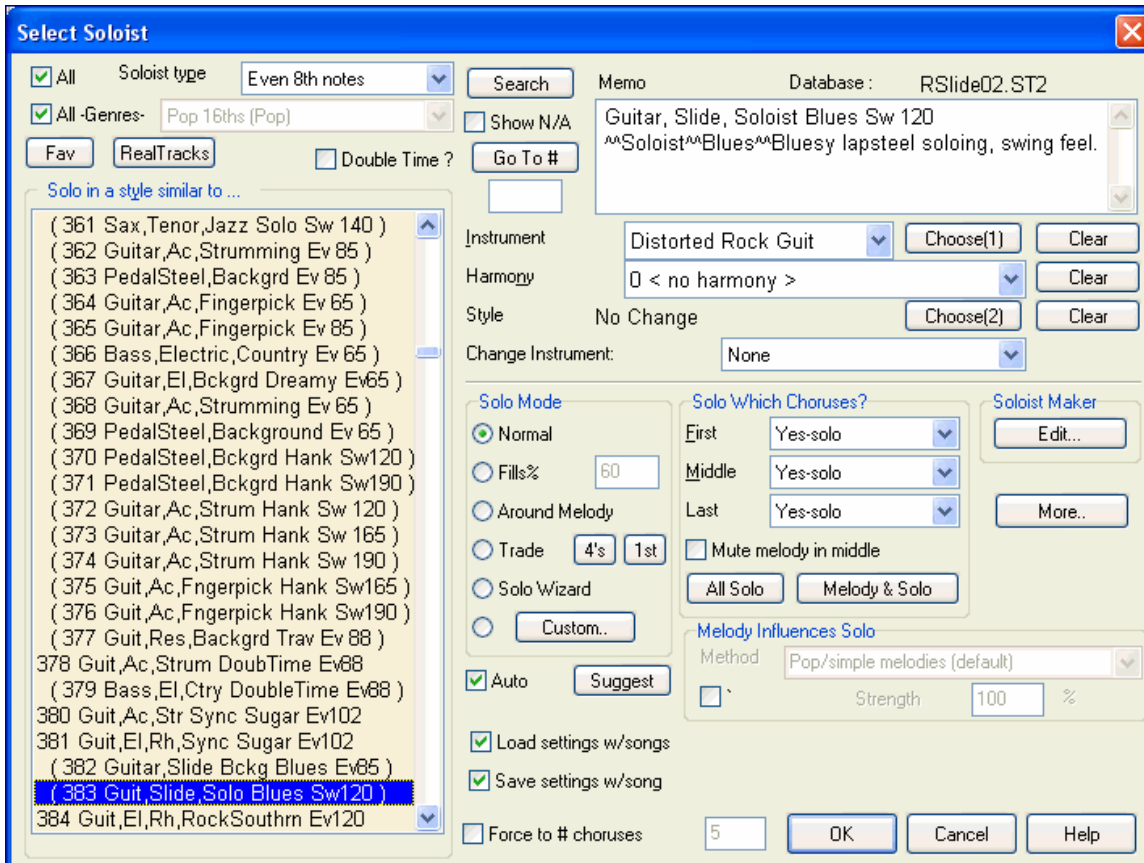 Select Soloist
All Soloist type Even 8th notes Search Memo Database : RSlide02.ST2
All -Genres- Pop 16ths (Pop) Show N/A
Guitar, Slide, Soloist Blues Sw 120
^^Soloist^^Blues^^Bluesy lapsteel soloing, swing feel.
Fav RealTracks Double Time ? Go To #
Solo in a style similar to ...
( 361 Sax,Tenor,Jazz Solo Sw 140 )
( 362 Guitar,Ac,Strumming Ev 85 )
( 363 PedalSteel,Backgrd Ev 85 )
( 364 Guitar,Ac,Fingerpick Ev 65 )
( 365 Guitar,Ac,Fingerpick Ev 85 )
( 366 Bass,Electric,Country Ev 65 )
( 367 Guitar,El,Bckgrd Dreamy Ev65 )
( 368 Guitar,Ac,Strumming Ev 65 )
( 369 PedalSteel,Background Ev 65 )
( 370 PedalSteel,Bckgrd Hank Sw120 )
( 371 PedalSteel,Bckgrd Hank Sw190 )
( 372 Guitar,Ac,Strum Hank Sw 120 )
( 373 Guitar,Ac,Strum Hank Sw 165 )
( 374 Guitar,Ac,Strum Hank Sw 190 )
( 375 Guit,Ac,Fngerpick Hank Sw165 )
( 376 Guit,Ac,Fngerpick Hank Sw190 )
( 377 Guit,Res,Backgrd Trav Ev 88 )
378 Guit,Ac,Strum DoubTime Ev88
( 379 Bass,El,Ctry DoubleTime Ev88 )
380 Guit,Ac,Str Sync Sugar Ev102
381 Guit,El,Rh,Sync Sugar Ev102
( 382 Guitar,Slide Bckg Blues Ev85 )
( 383 Guit,Slide,Solo Blues Sw120 )
384 Guit,El,Rh,RockSouthrn Ev120
Instrument Distorted Rock Guit Choose(1) Clear
Harmony 0 < no harmony > Clear
Style No Change Choose(2) Clear
Change Instrument: None
Solo Mode
Normal
Fills% 60
Around Melody
Trade 4's 1st
Solo Wizard
Custom..
Solo Which Choruses?
First Yes-solo
Middle Yes-solo
Last Yes-solo
Mute melody in middle
All Solo Melody & Solo
Soloist Maker
Edit...
More..
Melody Influences Solo
Method Pop/simple melodies (default)
` Strength 100 %
Auto Suggest
Load settings w/songs
Save settings w/song
Force to # choruses 5 OK Cancel Help